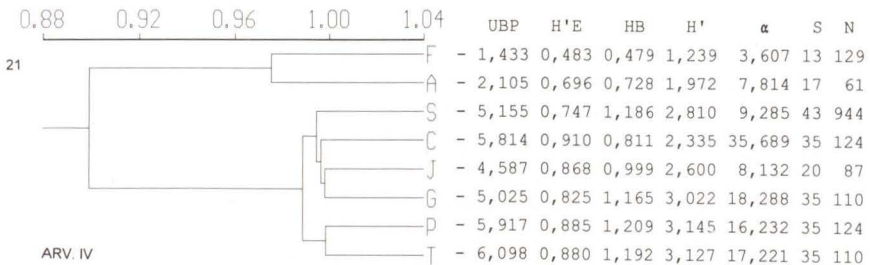 0.88 0.92 0.96 1.00 1.04
UBP H'E HB H' α S N
21
F - 1,433 0,483 0,479 1,239 3,607 13 129
A - 2,105 0,696 0,728 1,972 7,814 17 61
S - 5,155 0,747 1,186 2,810 9,285 43 944
C - 5,814 0,910 0,811 2,335 35,689 35 124
J - 4,587 0,868 0,999 2,600 8,132 20 87
G - 5,025 0,825 1,165 3,022 18,288 35 110
P - 5,917 0,885 1,209 3,145 16,232 35 124
T - 6,098 0,880 1,192 3,127 17,221 35 110
ARV. IV